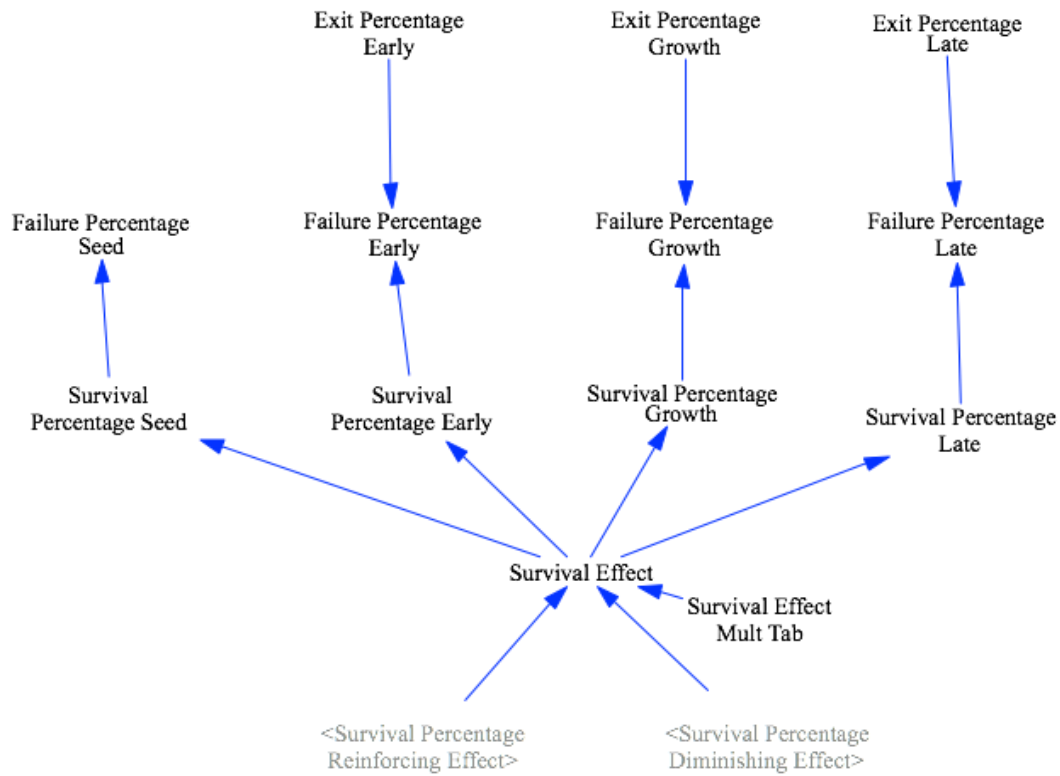 Exit Percentage
Early
Exit Percentage
Growth
Exit Percentage
Late
Failure Percentage
Seed
Failure Percentage
Early
Failure Percentage
Growth
Failure Percentage
Late
Survival
Percentage Seed
Survival
Percentage Early
Survival Percentage
Growth
Survival Percentage
Late
Survival Effect
Survival Effect
Mult Tab
<Survival Percentage
Reinforcing Effect>
<Survival Percentage
Diminishing Effect>